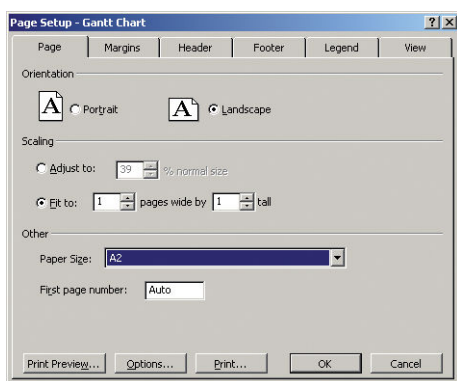 Page Setup - Gantt Chart ? X
Page Margins Header Footer Legend View
Orientation
A Portrait A Landscape
Scaling
Adjust to: 39 % normal size
Fit to: 1 pages wide by 1 tall
Other
Paper Size: A2
First page number: Auto
Print Preview... Options... Print... OK Cancel